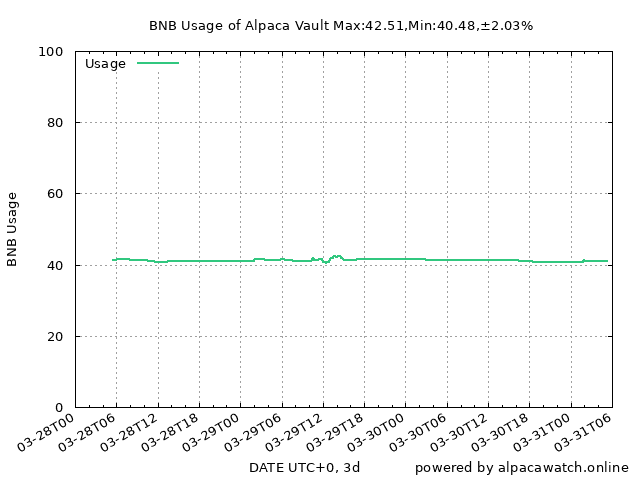 BNB Usage of Alpaca Vault Max:42.51,Min:40.48,±2.03%
Usage
100
80
60
40
20
0
BNB Usage
03-28T00
03-28T06
03-28T12
03-28T18
03-29T00
03-29T06
03-29T12
03-29T18
03-30T00
03-30T06
03-30T12
03-30T18
03-31T00
03-31T06
DATE UTC+0, 3d
powered by alpacawatch.online